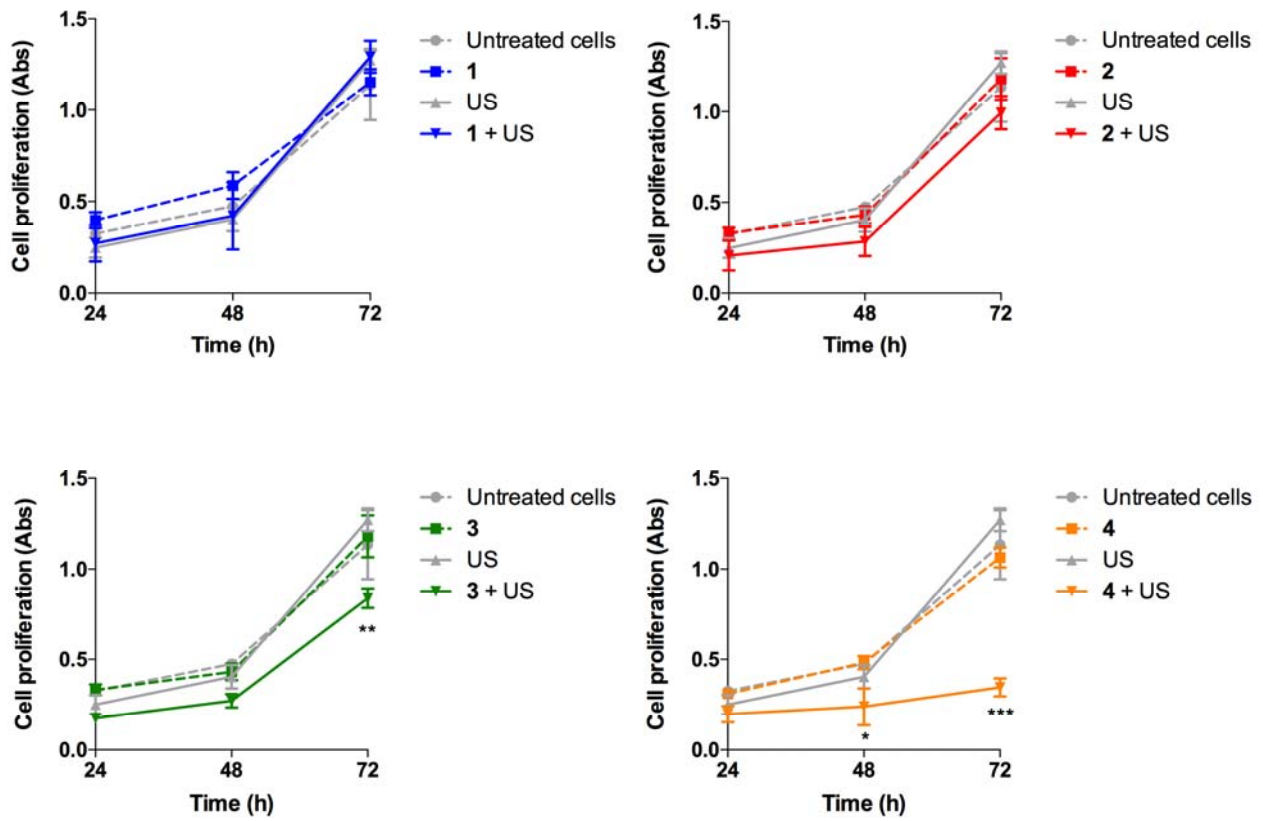 Cell proliferation (Abs)
1.5
1.0
0.5
0.0
24
48
72
Time (h)
Untreated cells
1
US
1 + US
Cell proliferation (Abs)
1.5
1.0
0.5
0.0
24
48
72
Time (h)
Untreated cells
2
US
2 + US
Cell proliferation (Abs)
1.5
1.0
0.5
0.0
24
48
72
Time (h)
**
Untreated cells
3
US
3 + US
Cell proliferation (Abs)
1.5
1.0
0.5
0.0
24
48
72
Time (h)
*
***
Untreated cells
4
US
4 + US